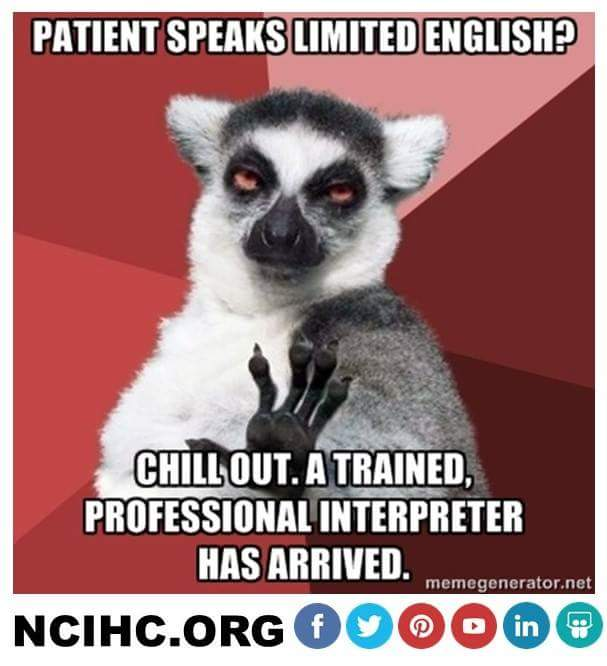 PATIENT SPEAKS LIMITED ENGLISH?
CHILL OUT. A TRAINED,
PROFESSIONAL INTERPRETER
HAS ARRIVED.
memegenerator.net
NCIHC.ORG